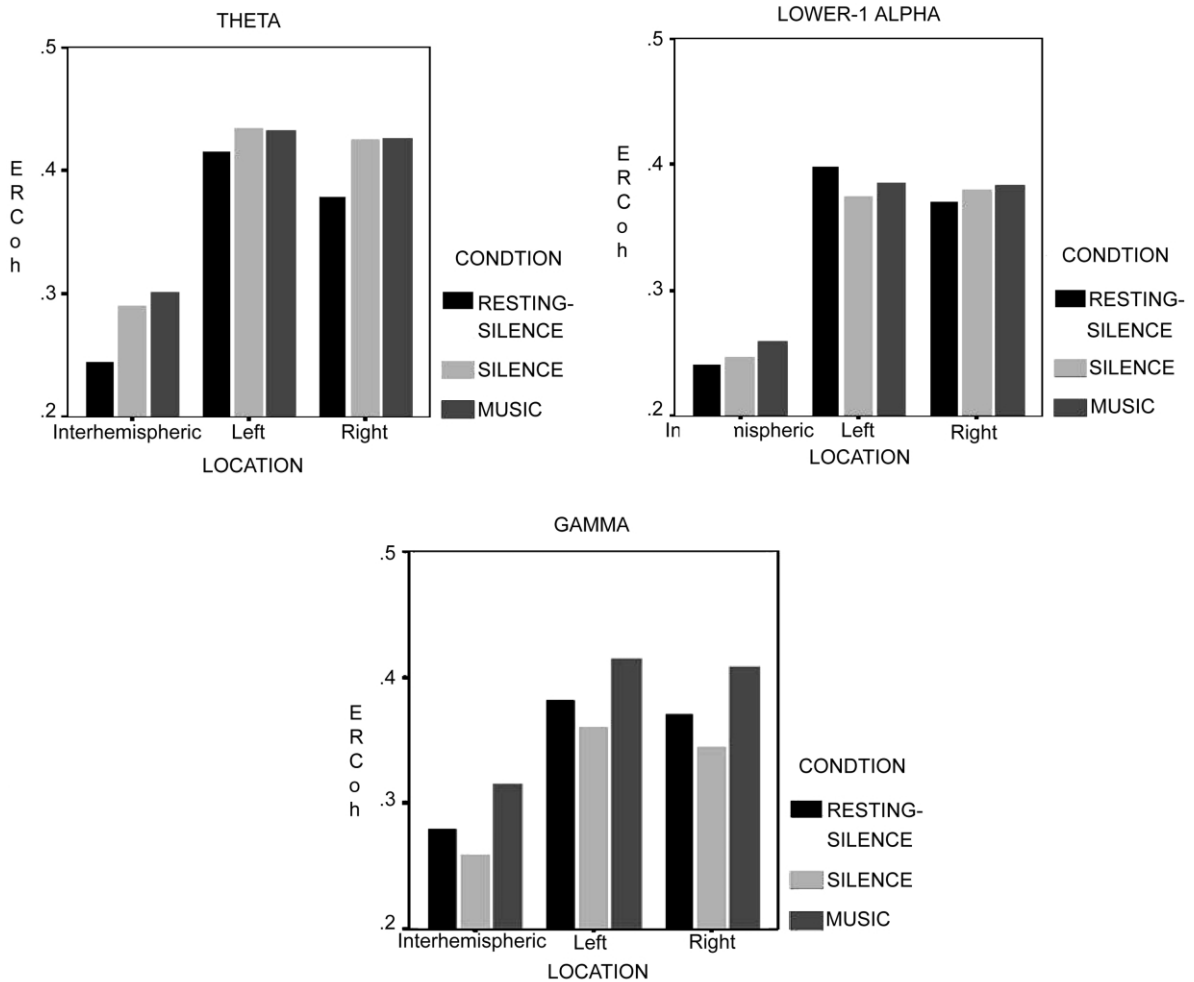 THETA
.5
.4
.3
.2
E
R
C
o
h
Interhemispheric Left Right
LOCATION
CONDTION
RESTING-
SILENCE
SILENCE
MUSIC
LOWER-1 ALPHA
.5
.4
.3
.2
E
R
C
o
h
In mispheric Left Right
LOCATION
CONDTION
RESTING-
SILENCE
SILENCE
MUSIC
GAMMA
.5
.4
.3
.2
E
R
C
o
h
Interhemispheric Left Right
LOCATION
CONDTION
RESTING-
SILENCE
SILENCE
MUSIC